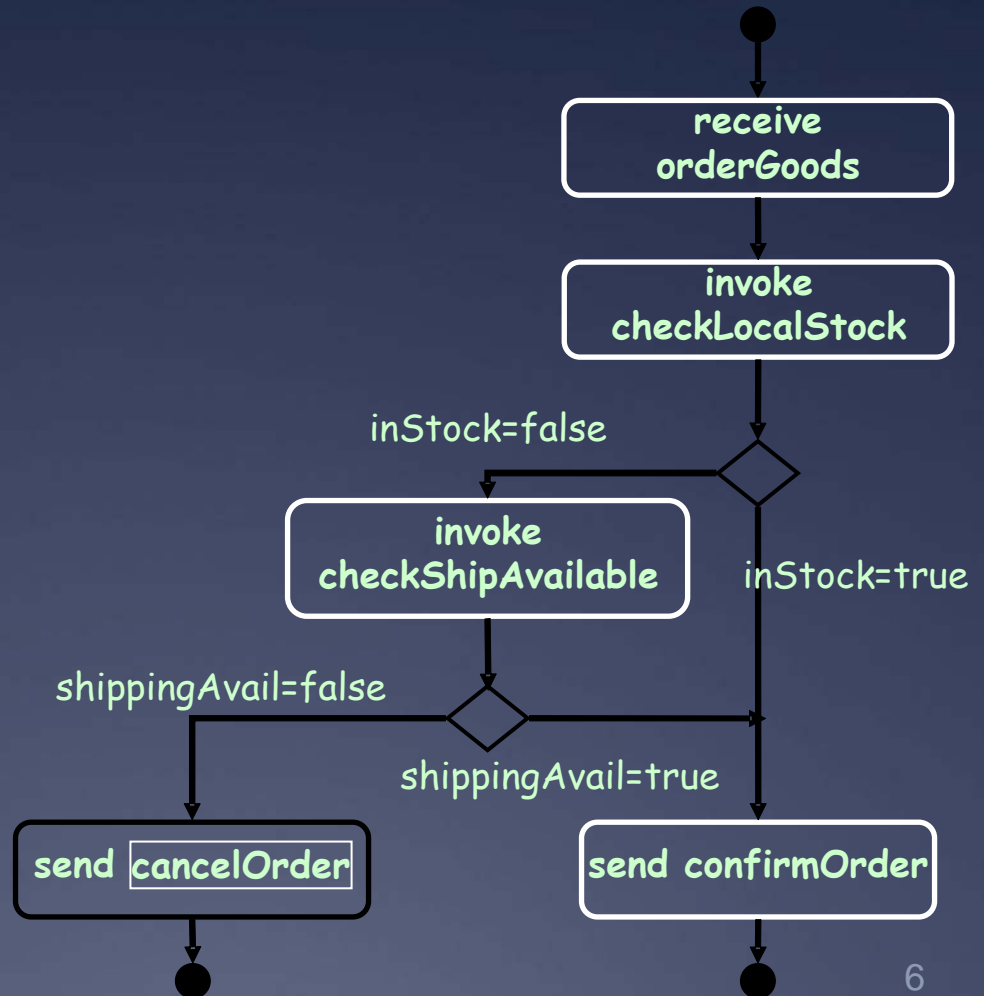 receive
orderGoods
invoke
checkLocalStock
inStock=false
invoke
checkShipAvailable
inStock=true
shippingAvail=false
shippingAvail=true
send cancelOrder
send confirmOrder
6